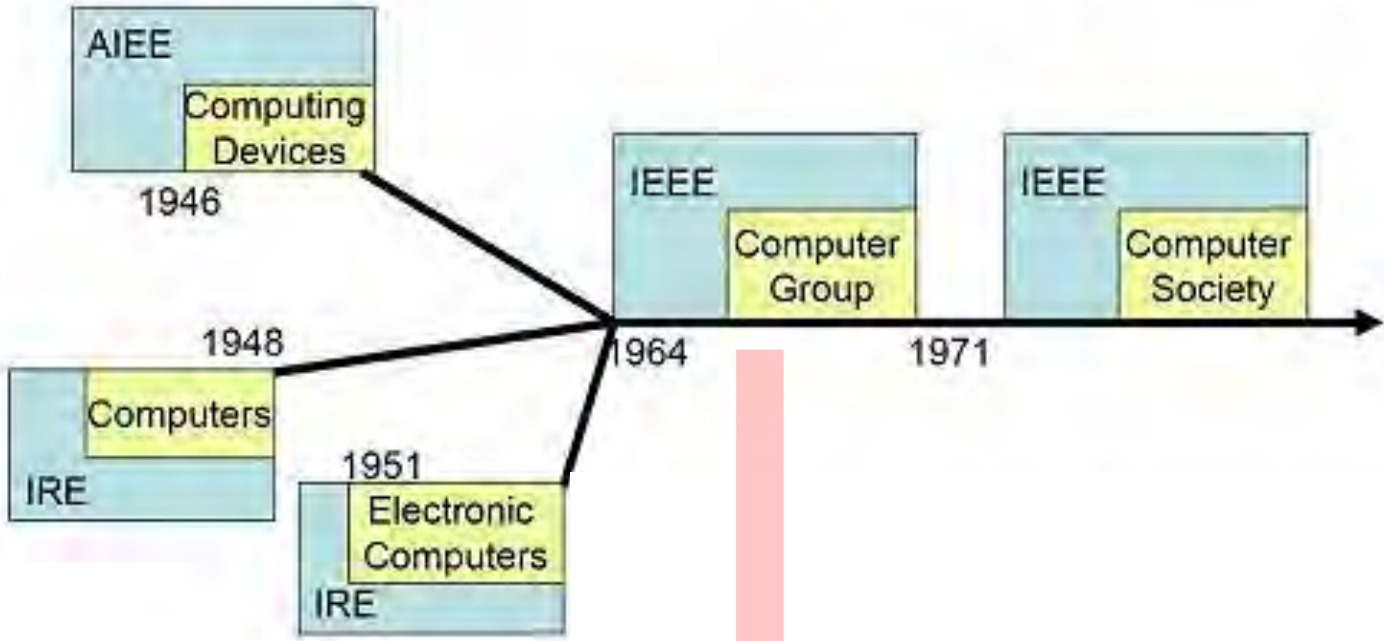 AIEE
Computing
Devices
1946
1948
Computers
IRE
1951
Electronic
Computers
IRE
IEEE
Computer
Group
1964
1971
IEEE
Computer
Society